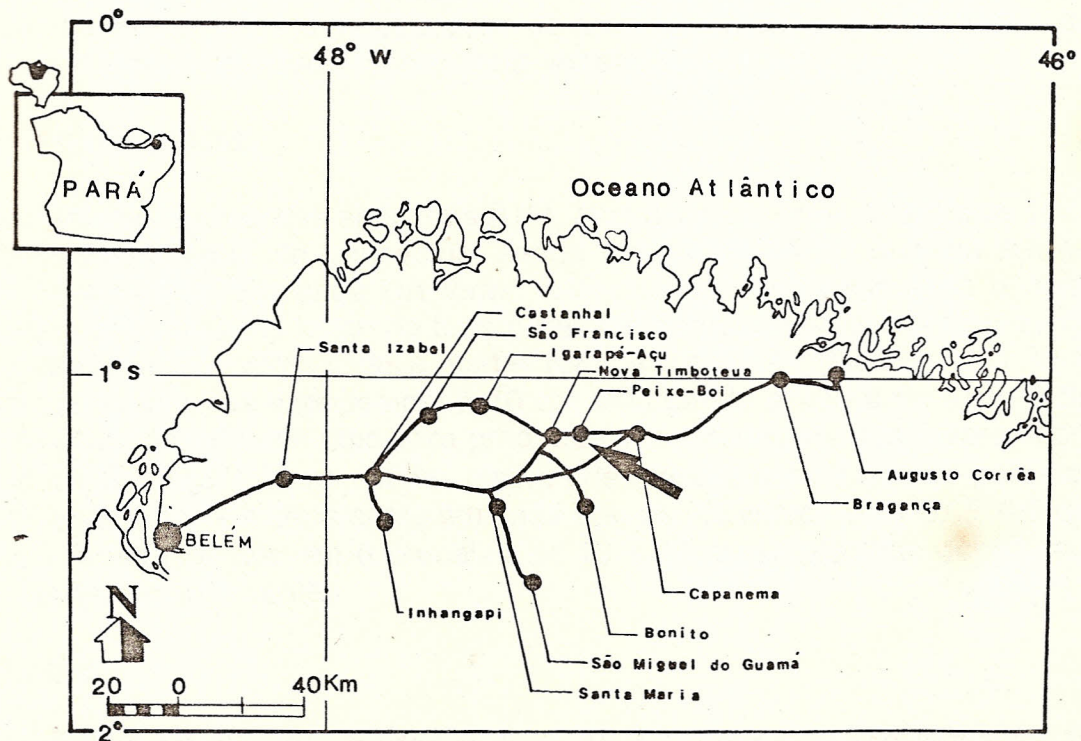 0°
48° W
46°
PARÁ
Oceano Atlântico
Castanhal
São Francisco
Santa Izabel
Igarapé-Açu
1° S
Nova Timboteua
Peixe-Boi
Augusto Corrêa
Bragança
BELÉM
Capanema
N
Inhangapi
Bonito
São Miguel do Guamá
Santa Maria
20 0 40Km
2°